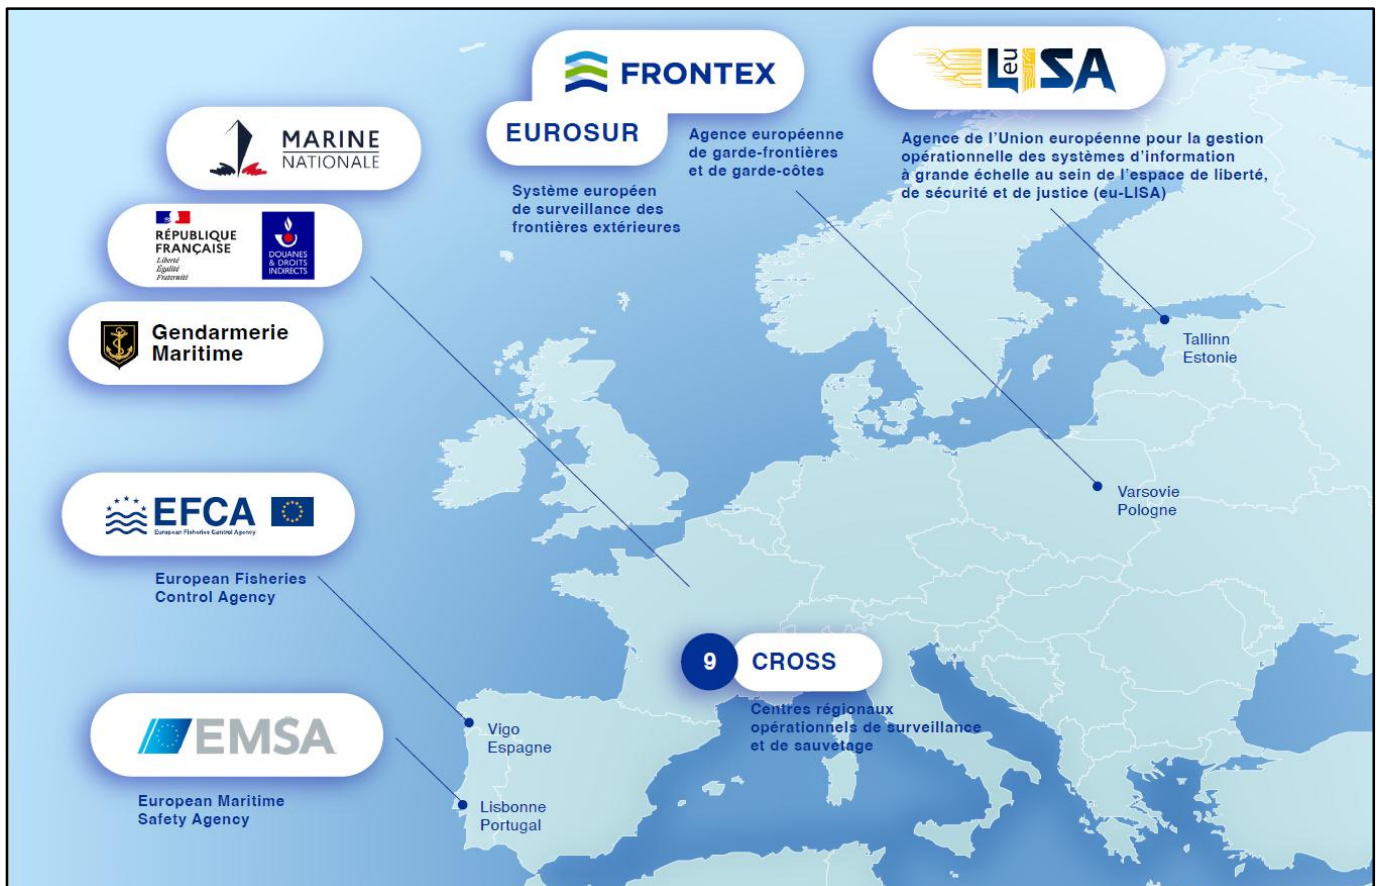 FRONTEX
eu LISA
EUROSUR
Agence européenne
de garde-frontières
et de garde-côtes
Agence de l'Union européenne pour la gestion
opérationnelle des systèmes d'information
à grande échelle au sein de l'espace de liberté,
de sécurité et de justice (eu-LISA)
Système européen
de surveillance des
frontières extérieures
MARINE
NATIONALE
RÉPUBLIQUE
FRANÇAISE
Liberté
Égalité
Fraternité
DOUANES
& DROITS
INDIRECTS
Gendarmerie
Maritime
Tallinn
Estonie
Varsovie
Pologne
EFCA
European Fisheries Control Agency
European Fisheries
Control Agency
9 CROSS
Centres régionaux
opérationnels de surveillance
et de sauvetage
Vigo
Espagne
EMSA
European Maritime
Safety Agency
Lisbonne
Portugal